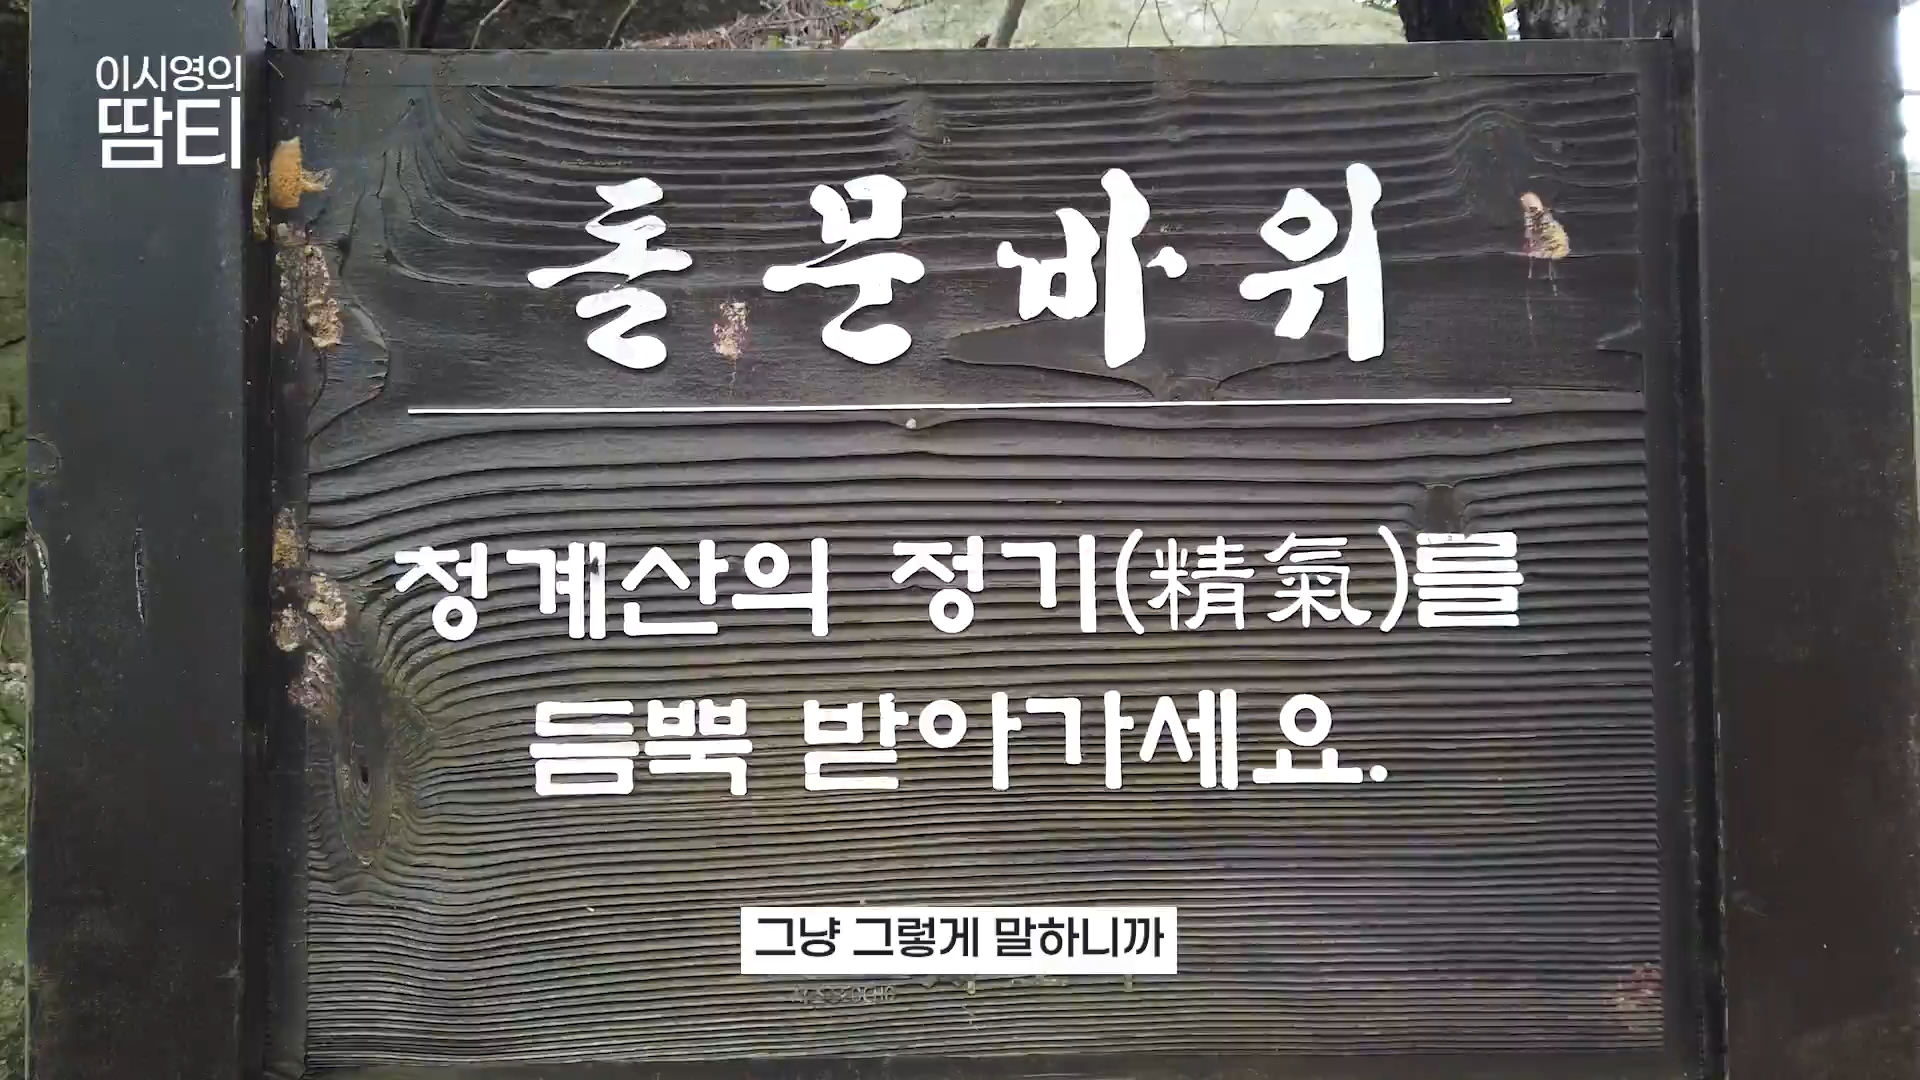 이시영의
땀티
돌문바위
청계산의 정기(精氣)를
듬뿍 받아가세요.
그냥 그렇게 말하니까